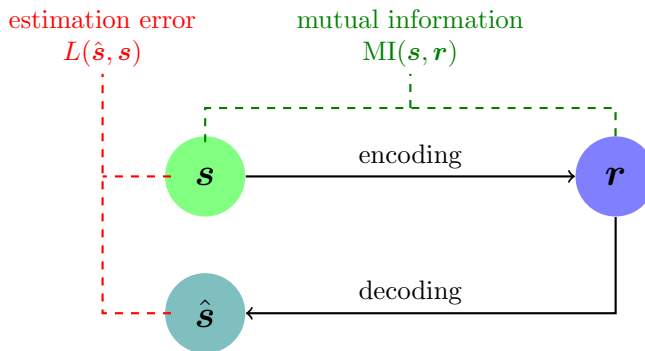 estimation error
L(ŝ, s)
mutual information
MI(s, r)
encoding
s
r
decoding
ŝ